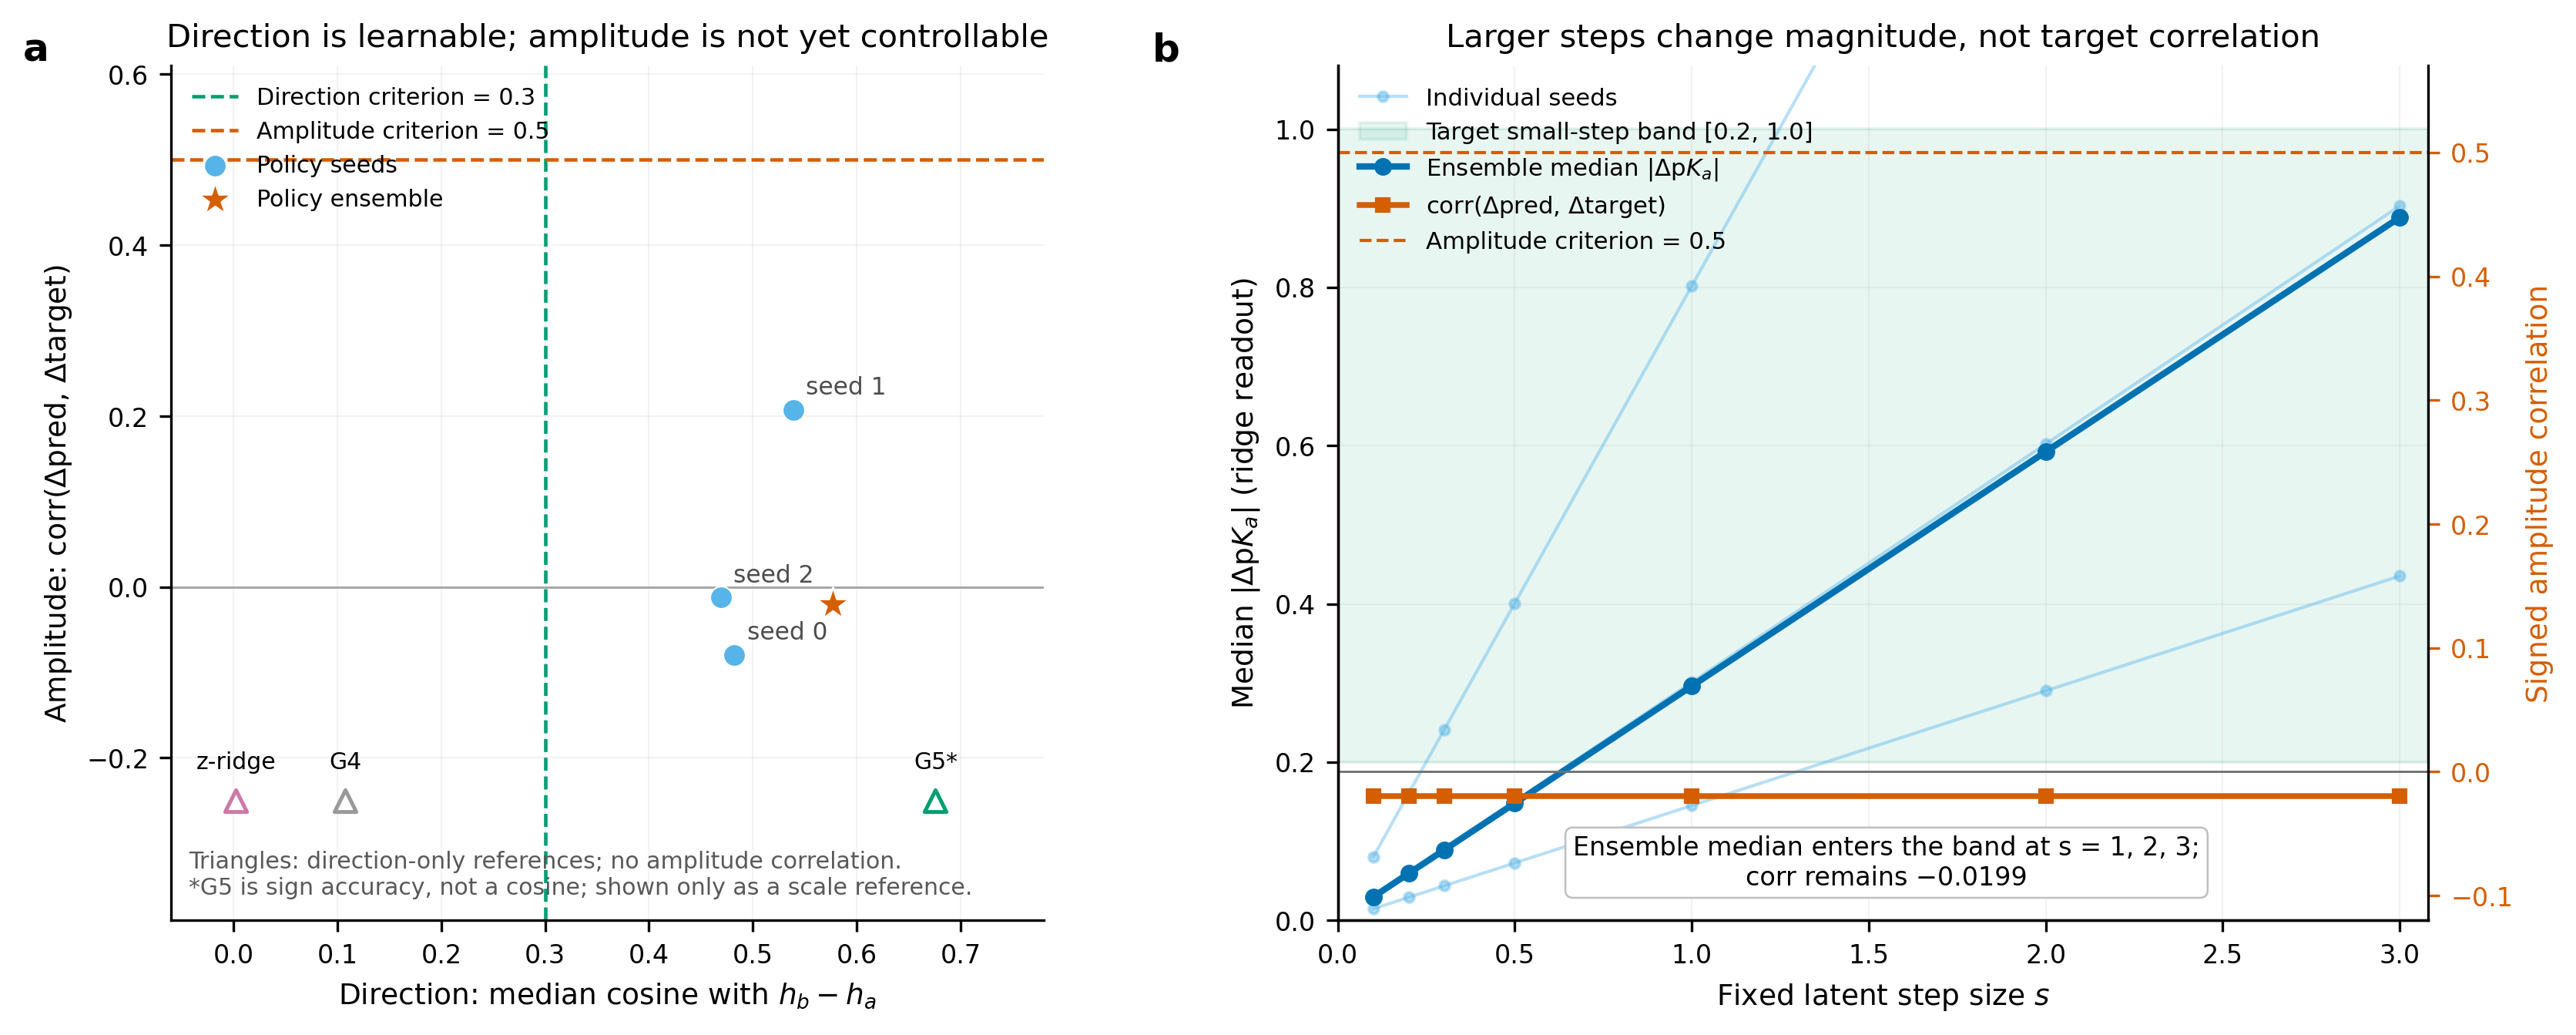 a
Direction is learnable; amplitude is not yet controllable
0.6
0.4
0.2
0.0
−0.2
Amplitude: corr(Δpred, Δtarget)
Direction criterion = 0.3
Amplitude criterion = 0.5
Policy seeds
Policy ensemble
seed 1
seed 2
seed 0
z-ridge
G4
G5*
Triangles: direction-only references; no amplitude correlation.
*G5 is sign accuracy, not a cosine; shown only as a scale reference.
0.0 0.1 0.2 0.3 0.4 0.5 0.6 0.7
Direction: median cosine with h_b − h_a
b
Larger steps change magnitude, not target correlation
1.0
0.8
0.6
0.4
0.2
0.0
Median |ΔpK_a| (ridge readout)
Individual seeds
Target small-step band [0.2, 1.0]
Ensemble median |ΔpK_a|
corr(Δpred, Δtarget)
Amplitude criterion = 0.5
Ensemble median enters the band at s = 1, 2, 3;
corr remains −0.0199
0.5
0.4
0.3
0.2
0.1
0.0
−0.1
Signed amplitude correlation
0.0 0.5 1.0 1.5 2.0 2.5 3.0
Fixed latent step size s